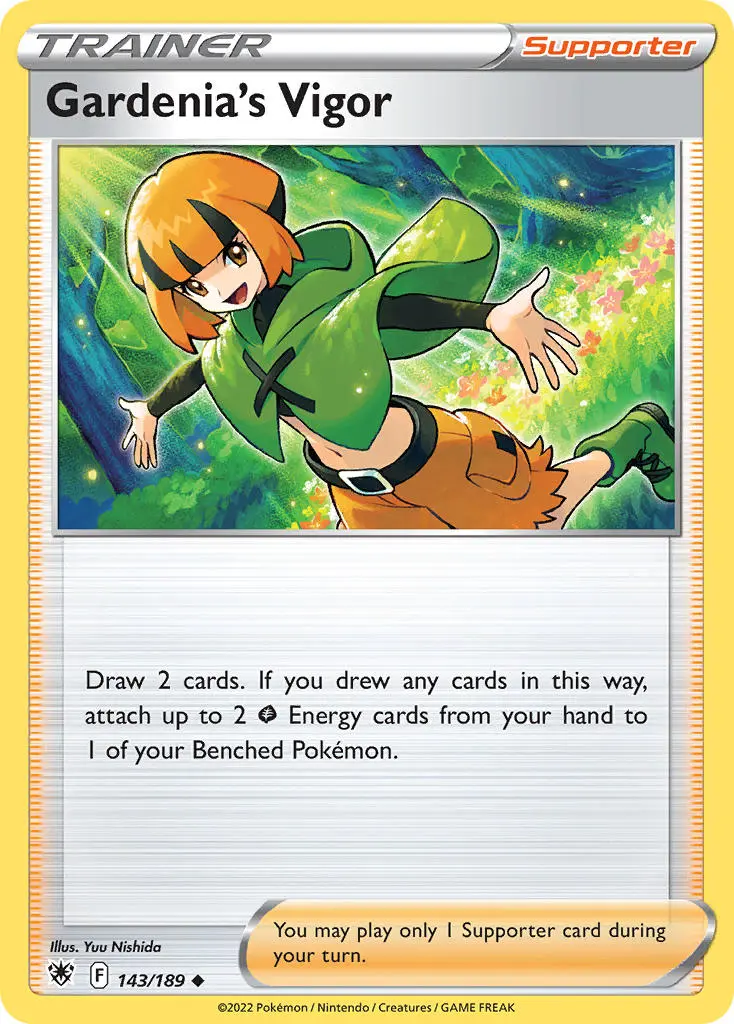 TRAINER
Supporter
Gardenia's Vigor
Draw 2 cards. If you drew any cards in this way,
attach up to 2 Energy cards from your hand to
1 of your Benched Pokémon.
You may play only 1 Supporter card during
your turn.
Illus. Yuu Nishida
F 143/189
©2022 Pokémon / Nintendo / Creatures / GAME FREAK